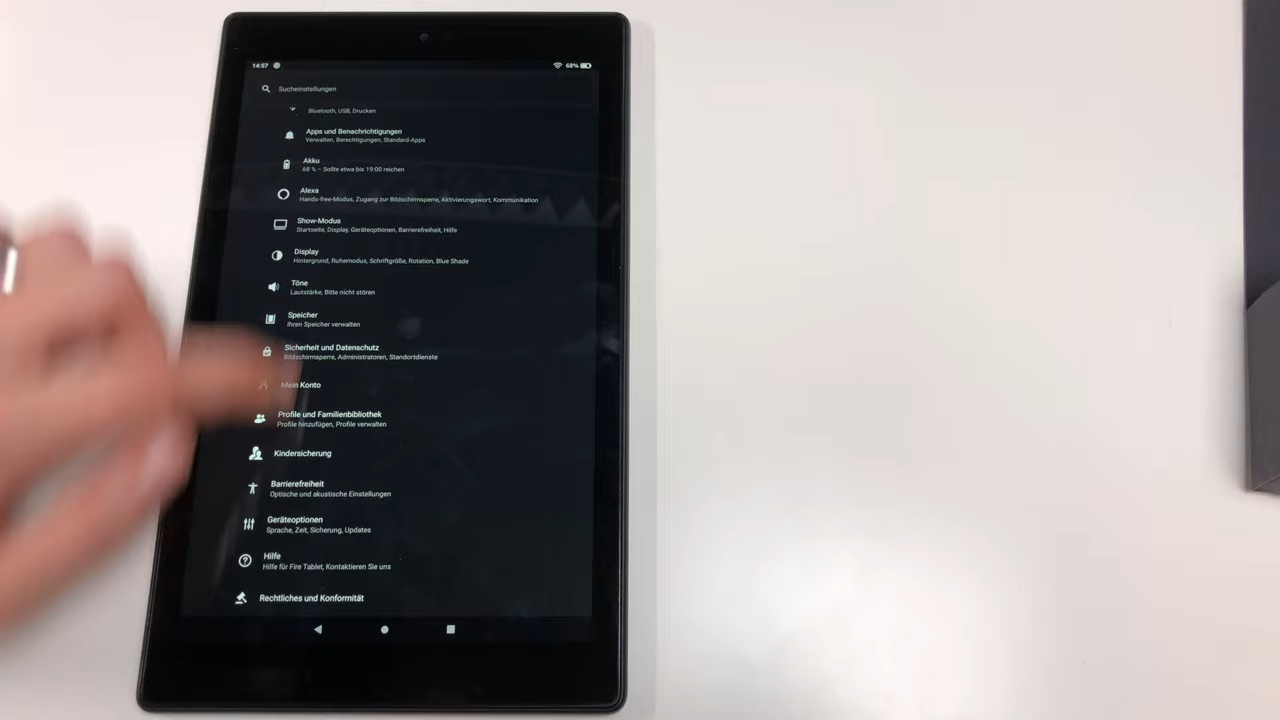 14:57
68%
Sucheinstellungen
Bluetooth, USB, Drucken
Apps und Benachrichtigungen
Verwalten, Berechtigungen, Standard-Apps
Akku
68 % – Sollte etwa bis 19:00 reichen
Alexa
Hands-free-Modus, Zugang zur Bildschirmsperre, Aktivierungswort, Kommunikation
Show-Modus
Startseite, Display, Geräteoptionen, Barrierefreiheit, Hilfe
Display
Hintergrund, Ruhemodus, Schriftgröße, Rotation, Blue Shade
Töne
Lautstärke, Bitte nicht stören
Speicher
Ihren Speicher verwalten
Sicherheit und Datenschutz
Bildschirmsperre, Administratoren, Standortdienste
Mein Konto
Profile und Familienbibliothek
Profile hinzufügen, Profile verwalten
Kindersicherung
Barrierefreiheit
Optische und akustische Einstellungen
Geräteoptionen
Sprache, Zeit, Sicherung, Updates
Hilfe
Hilfe für Fire Tablet, Kontaktieren Sie uns
Rechtliches und Konformität